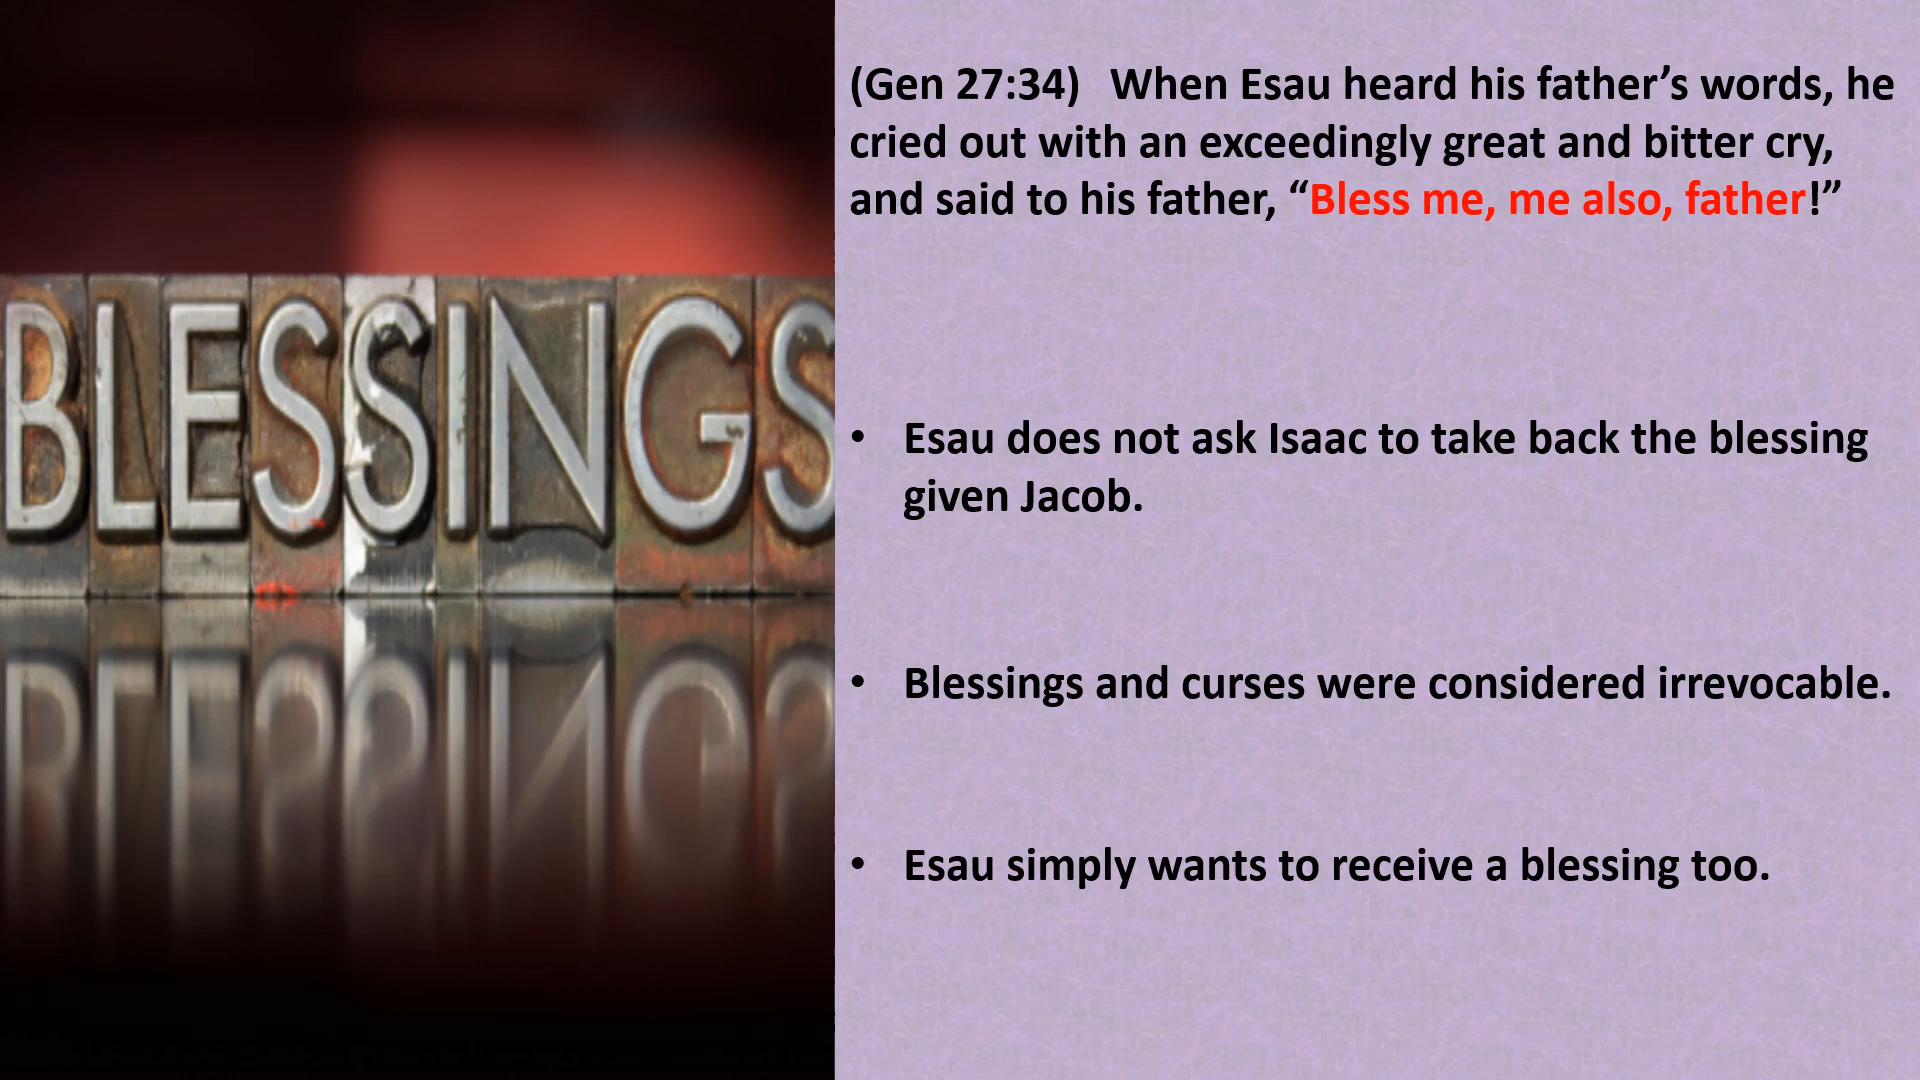 BLESSINGS
(Gen 27:34)  When Esau heard his father’s words, he
cried out with an exceedingly great and bitter cry,
and said to his father, “Bless me, me also, father!”
• Esau does not ask Isaac to take back the blessing
given Jacob.
• Blessings and curses were considered irrevocable.
• Esau simply wants to receive a blessing too.